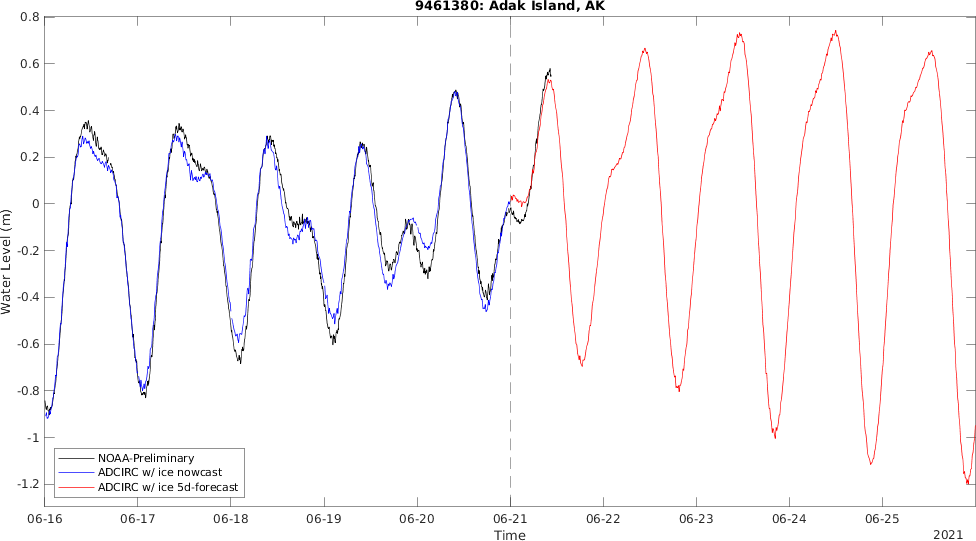 9461380: Adak Island, AK
Water Level (m)
0.8
0.6
0.4
0.2
0
-0.2
-0.4
-0.6
-0.8
-1
-1.2
NOAA-Preliminary
ADCIRC w/ ice nowcast
ADCIRC w/ ice 5d-forecast
06-16 06-17 06-18 06-19 06-20 06-21 06-22 06-23 06-24 06-25
Time
2021